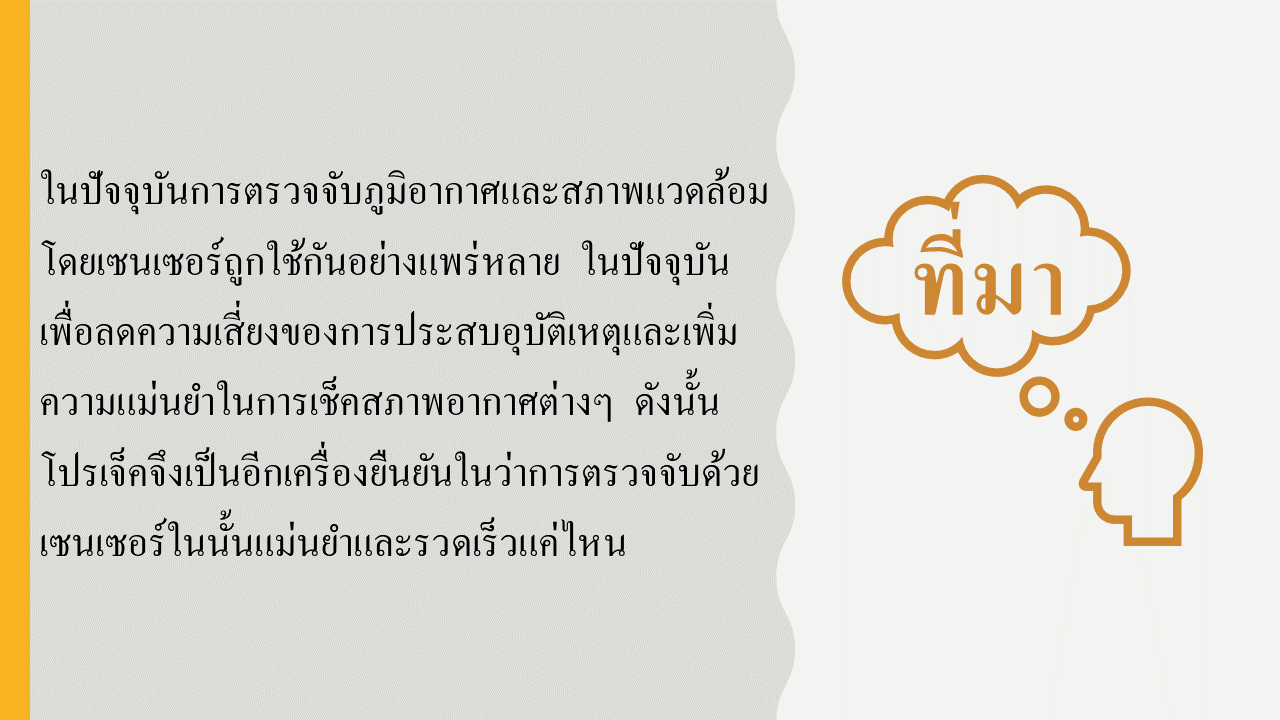 ในปัจจุบันการตรวจจับภูมิอากาศและสภาพแวดล้อม
โดยเซนเซอร์ถูกใช้กันอย่างแพร่หลาย ในปัจจุบัน
เพื่อลดความเสี่ยงของการประสบอุบัติเหตุและเพิ่ม
ความแม่นยำในการเช็คสภาพอากาศต่างๆ ดังนั้น
โปรเจ็คจึงเป็นอีกเครื่องยืนยันในว่าการตรวจจับด้วย
เซนเซอร์ในนั้นแม่นยำและรวดเร็วแค่ไหน
ที่มา